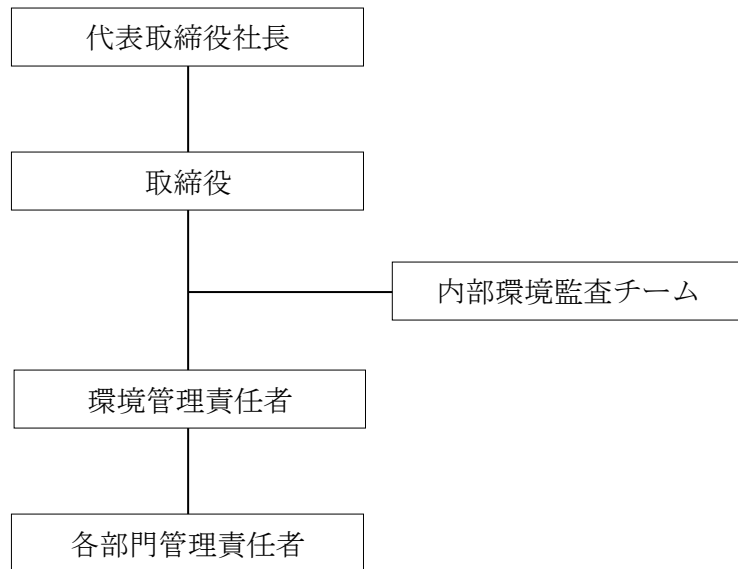 代表取締役社長
取締役
内部環境監査チーム
環境管理責任者
各部門管理責任者